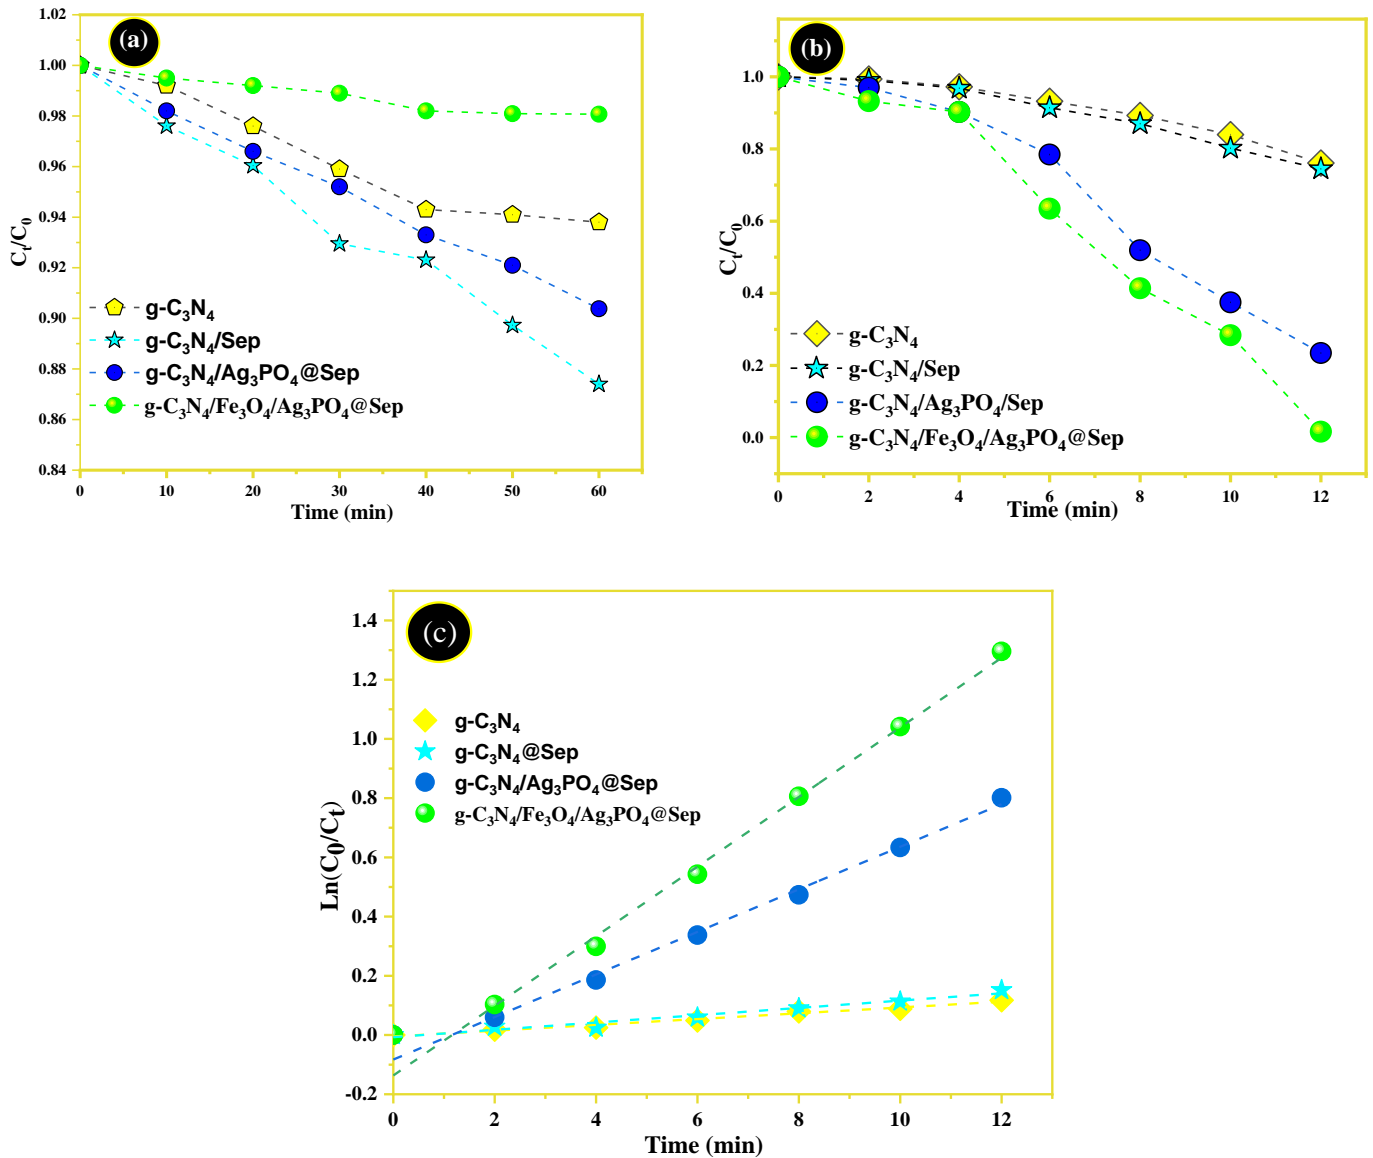 (a)
1.02
1.00
0.98
0.96
0.94
0.92
0.90
0.88
0.86
0.84
Cₜ/C₀
g-C₃N₄
g-C₃N₄/Sep
g-C₃N₄/Ag₃PO₄@Sep
g-C₃N₄/Fe₃O₄/Ag₃PO₄@Sep
0 10 20 30 40 50 60
Time (min)
(b)
1.0
0.8
0.6
0.4
0.2
0.0
Cₜ/C₀
g-C₃N₄
g-C₃N₄/Sep
g-C₃N₄/Ag₃PO₄/Sep
g-C₃N₄/Fe₃O₄/Ag₃PO₄@Sep
0 2 4 6 8 10 12
Time (min)
(c)
1.4
1.2
1.0
0.8
0.6
0.4
0.2
0.0
-0.2
Ln(C₀/Cₜ)
g-C₃N₄
g-C₃N₄@Sep
g-C₃N₄/Ag₃PO₄@Sep
g-C₃N₄/Fe₃O₄/Ag₃PO₄@Sep
0 2 4 6 8 10 12
Time (min)